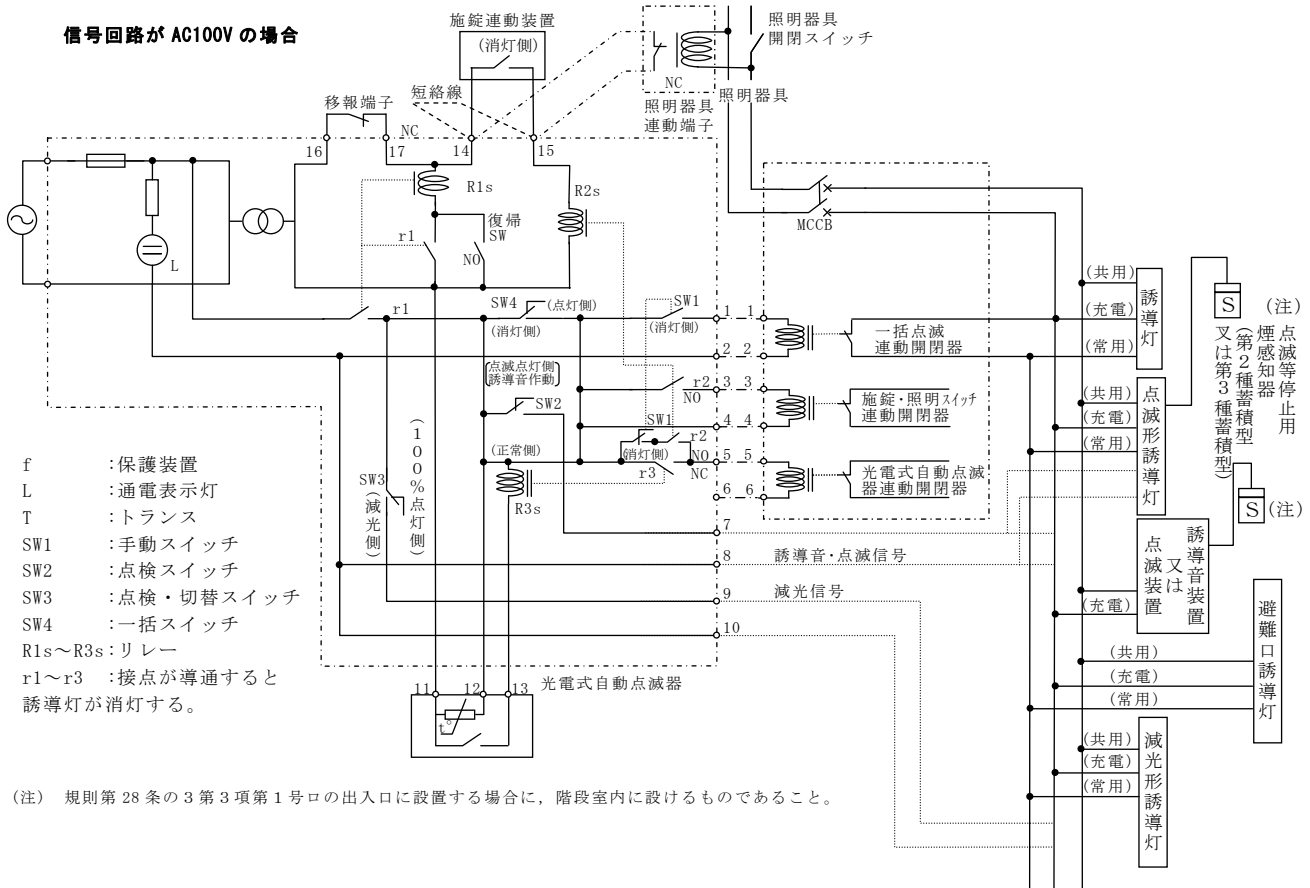 信号回路が AC100V の場合
施錠連動装置
(消灯側)
照明器具
開閉スイッチ
NC
照明器具
照明器具
連動端子
短絡線
移報端子
NC
16
17
14
15
R1s
R2s
復帰
SW
NO
r1
L
MCCB
r1
SW4
(点灯側)
(消灯側)
SW1
(消灯側)
1
1
2
2
一括点滅
連動開閉器
点滅点灯側
誘導音作動
SW2
r2
NO
3
3
4
4
施錠・照明スイッチ
連動開閉器
SW1
(消灯側)
r2
NO
NC
r3
5
5
6
6
光電式自動点滅
器連動開閉器
(正常側)
R3s
SW3
(減光側)
(100%点灯側)
7
8
誘導音・点滅信号
9
減光信号
10
11
12
13
光電式自動点滅器
t°
(共用)
(充電)
(常用)
誘導灯
S
(注)
点滅等停止用
煙感知器
(第2種蓄積型
又は第3種蓄積型)
(共用)
(充電)
(常用)
点滅形誘導灯
S
(注)
誘導音装置
又は
点滅装置
(充電)
(共用)
(充電)
(常用)
避難口誘導灯
(共用)
(充電)
(常用)
減光形誘導灯
f :保護装置
L :通電表示灯
T :トランス
SW1 :手動スイッチ
SW2 :点検スイッチ
SW3 :点検・切替スイッチ
SW4 :一括スイッチ
R1s～R3s:リレー
r1～r3 :接点が導通すると
誘導灯が消灯する。
(注) 規則第28条の3第3項第1号ロの出入口に設置する場合に，階段室内に設けるものであること。